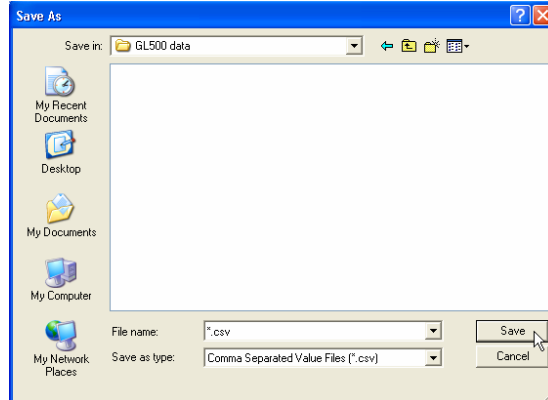 Save As
Save in: GL500 data
My Recent
Documents
Desktop
My Documents
My Computer
My Network
Places
File name: *.csv Save
Save as type: Comma Separated Value Files (*.csv) Cancel